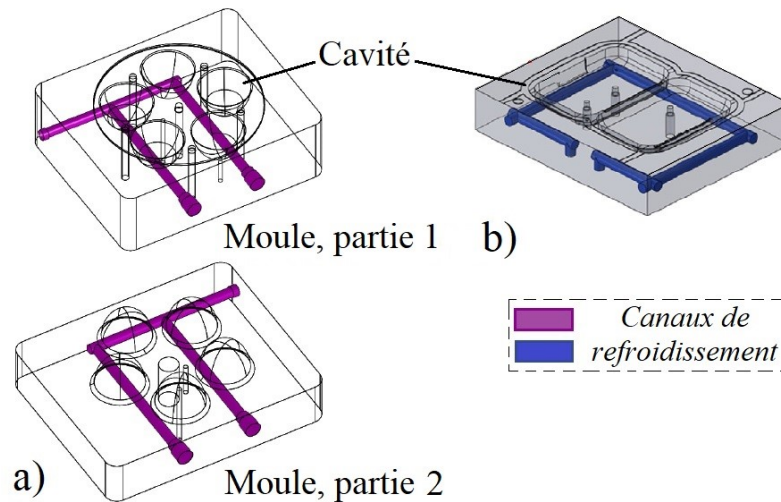 Cavité
Moule, partie 1
b)
Canaux de
refroidissement
a)
Moule, partie 2